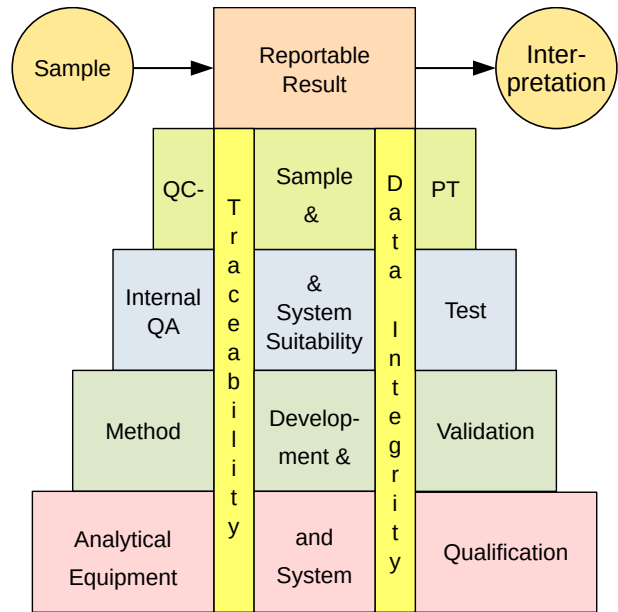 Sample
Reportable
Result
Inter-
pretation
QC-
Sample
&
PT
Traceability
Data Integrity
Internal
QA
&
System
Suitability
Test
Method
Develop-
ment &
Validation
Analytical
Equipment
and
System
Qualification